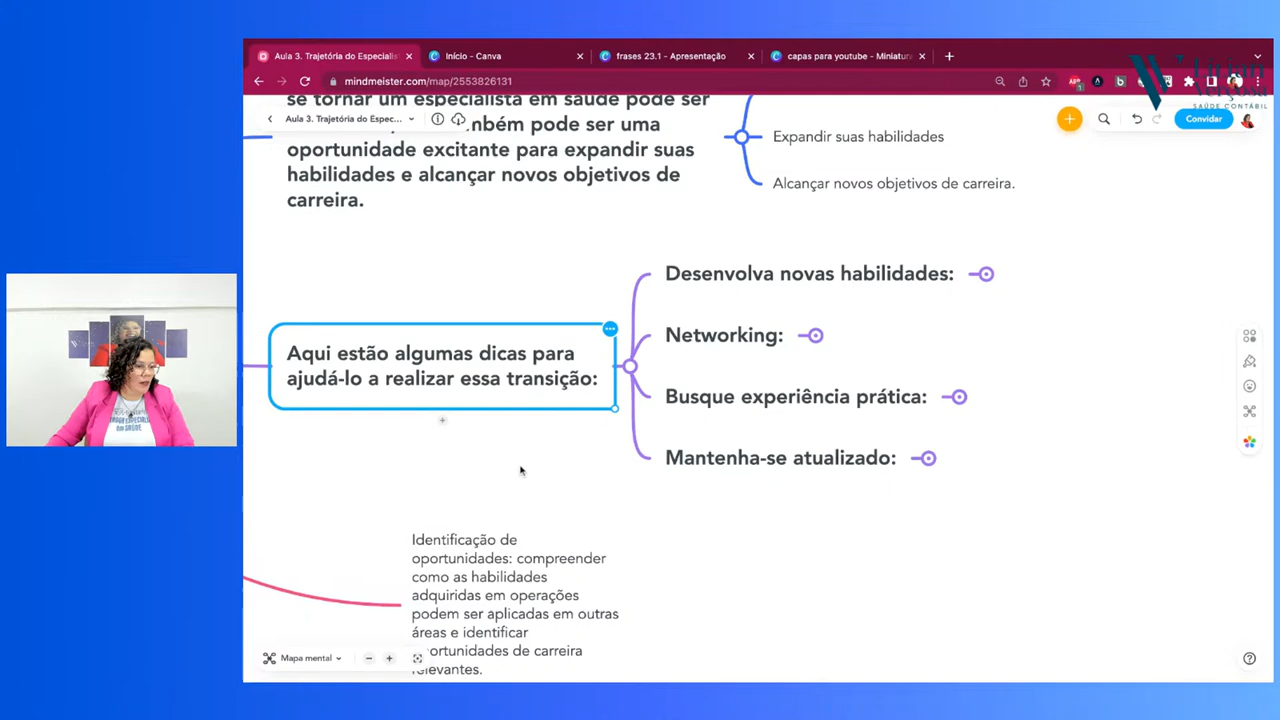 Aula 3. Trajetória do Especialis
Início - Canva
frases 23.1 - Apresentação
capas para youtube - Miniatura
mindmeister.com/map/2553826131
Lirian
Verçosa
SAÚDE CONTÁBIL
se tornar um especialista em saúde pode ser
Aula 3. Trajetória do Espec...
mbém pode ser uma
oportunidade excitante para expandir suas
habilidades e alcançar novos objetivos de
carreira.
Expandir suas habilidades
Alcançar novos objetivos de carreira.
Convidar
Aqui estão algumas dicas para
ajudá-lo a realizar essa transição:
Desenvolva novas habilidades:
Networking:
Busque experiência prática:
Mantenha-se atualizado:
Identificação de
oportunidades: compreender
como as habilidades
adquiridas em operações
podem ser aplicadas em outras
áreas e identificar
oportunidades de carreira
relevantes.
Mapa mental